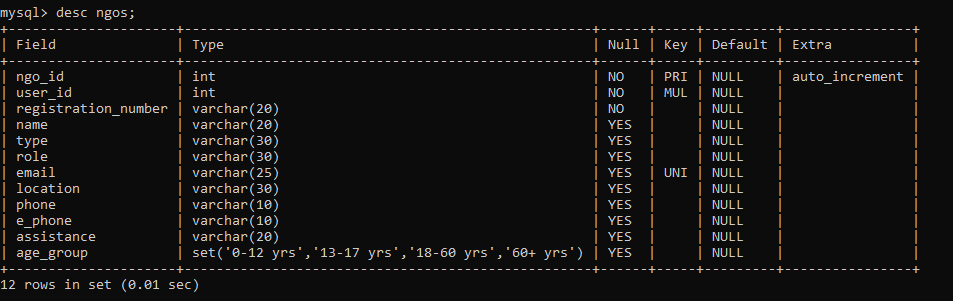 mysql> desc ngos;
+---------------------+---------------------------------------------------+------+-----+---------+----------------+
| Field               | Type                                              | Null | Key | Default | Extra          |
+---------------------+---------------------------------------------------+------+-----+---------+----------------+
| ngo_id              | int                                               | NO   | PRI | NULL    | auto_increment |
| user_id             | int                                               | NO   | MUL | NULL    |                |
| registration_number | varchar(20)                                       | NO   |     | NULL    |                |
| name                | varchar(20)                                       | YES  |     | NULL    |                |
| type                | varchar(30)                                       | YES  |     | NULL    |                |
| role                | varchar(30)                                       | YES  |     | NULL    |                |
| email               | varchar(25)                                       | YES  | UNI | NULL    |                |
| location            | varchar(30)                                       | YES  |     | NULL    |                |
| phone               | varchar(10)                                       | YES  |     | NULL    |                |
| e_phone             | varchar(10)                                       | YES  |     | NULL    |                |
| assistance          | varchar(20)                                       | YES  |     | NULL    |                |
| age_group           | set('0-12 yrs','13-17 yrs','18-60 yrs','60+ yrs') | YES  |     | NULL    |                |
+---------------------+---------------------------------------------------+------+-----+---------+----------------+
12 rows in set (0.01 sec)